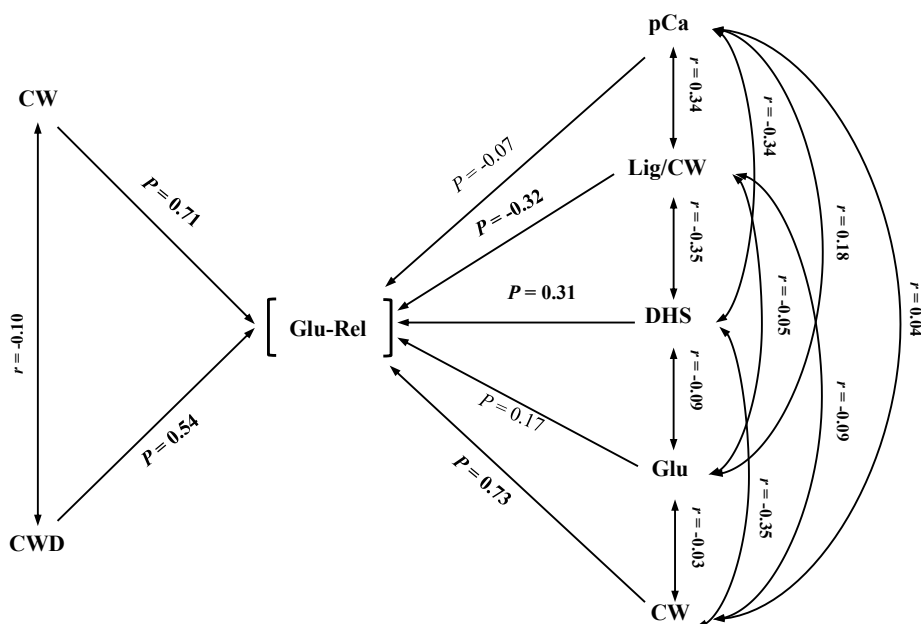 pCa
CW
r = 0.34
r = -0.34
P = -0.07
Lig/CW
P = 0.71
P = -0.32
r = -0.35
r = 0.18
r = -0.10
P = 0.31
DHS
Glu-Rel
r = -0.05
r = 0.04
r = -0.09
r = -0.09
P = 0.17
P = 0.54
Glu
P = 0.73
r = -0.35
CWD
r = -0.03
CW